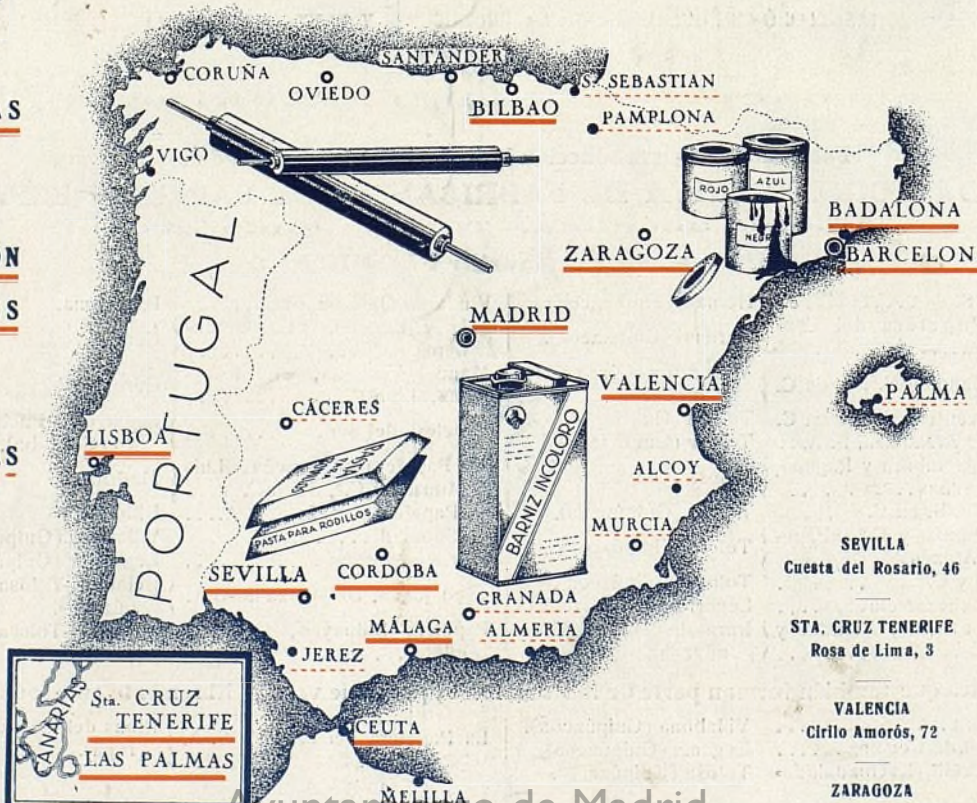 CORUÑA
SANTANDER
OVIEDO
BILBAO
S. SEBASTIAN
PAMPLONA
VIGO
S
ROJO
AZUL
NEGRO
BADALONA
BARCELON
ZARAGOZA
N
S
PORTUGAL
MADRID
VALENCIA
PALMA
CÁCERES
LISBOA
S
ALCOY
BARNIZ INCOLORO
PASTA PARA RODILLOS
MURCIA
SEVILLA
CORDOBA
GRANADA
MÁLAGA
ALMERIA
JEREZ
CEUTA
MELILLA
CANARIAS
Sta. CRUZ
TENERIFE
LAS PALMAS
SEVILLA
Cuesta del Rosario, 46
STA. CRUZ TENERIFE
Rosa de Lima, 3
VALENCIA
Cirilo Amorós, 72
ZARAGOZA
Ayuntamiento de Madrid